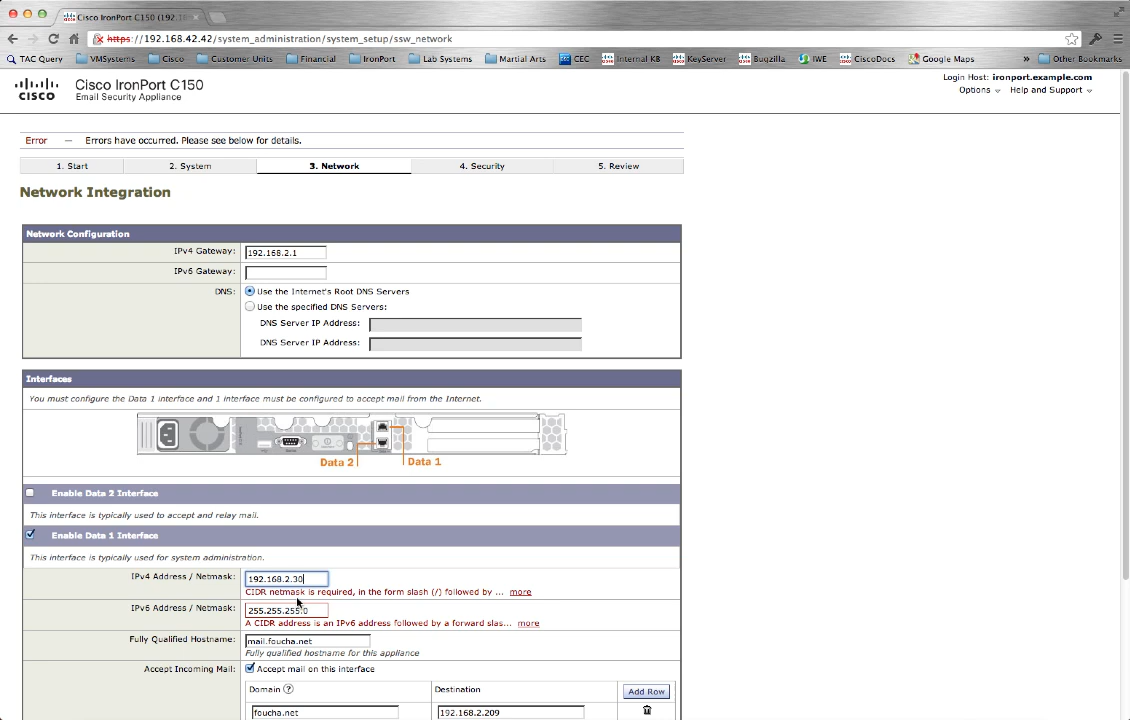 Cisco IronPort C150 (192.16
https://192.168.42.42/system_administration/system_setup/ssw_network
TAC Query VMSystems Cisco Customer Units Financial IronPort Lab Systems Martial Arts CEC Internal KB KeyServer Bugzilla IWE CiscoDocs Google Maps » Other Bookmarks
CISCO
Cisco IronPort C150
Email Security Appliance
Login Host: ironport.example.com
Options Help and Support
Error — Errors have occurred. Please see below for details.
1. Start 2. System 3. Network 4. Security 5. Review
Network Integration
Network Configuration
IPv4 Gateway: 192.168.2.1
IPv6 Gateway:
DNS: Use the Internet's Root DNS Servers
Use the specified DNS Servers:
DNS Server IP Address:
DNS Server IP Address:
Interfaces
You must configure the Data 1 interface and 1 interface must be configured to accept mail from the Internet.
Data 2 Data 1
Enable Data 2 Interface
This interface is typically used to accept and relay mail.
Enable Data 1 Interface
This interface is typically used for system administration.
IPv4 Address / Netmask: 192.168.2.30
CIDR netmask is required, in the form slash (/) followed by ... more
IPv6 Address / Netmask: 255.255.255.0
A CIDR address is an IPv6 address followed by a forward slas... more
Fully Qualified Hostname: mail.foucha.net
Fully qualified hostname for this appliance
Accept Incoming Mail: Accept mail on this interface
Domain ? Destination Add Row
foucha.net 192.168.2.209